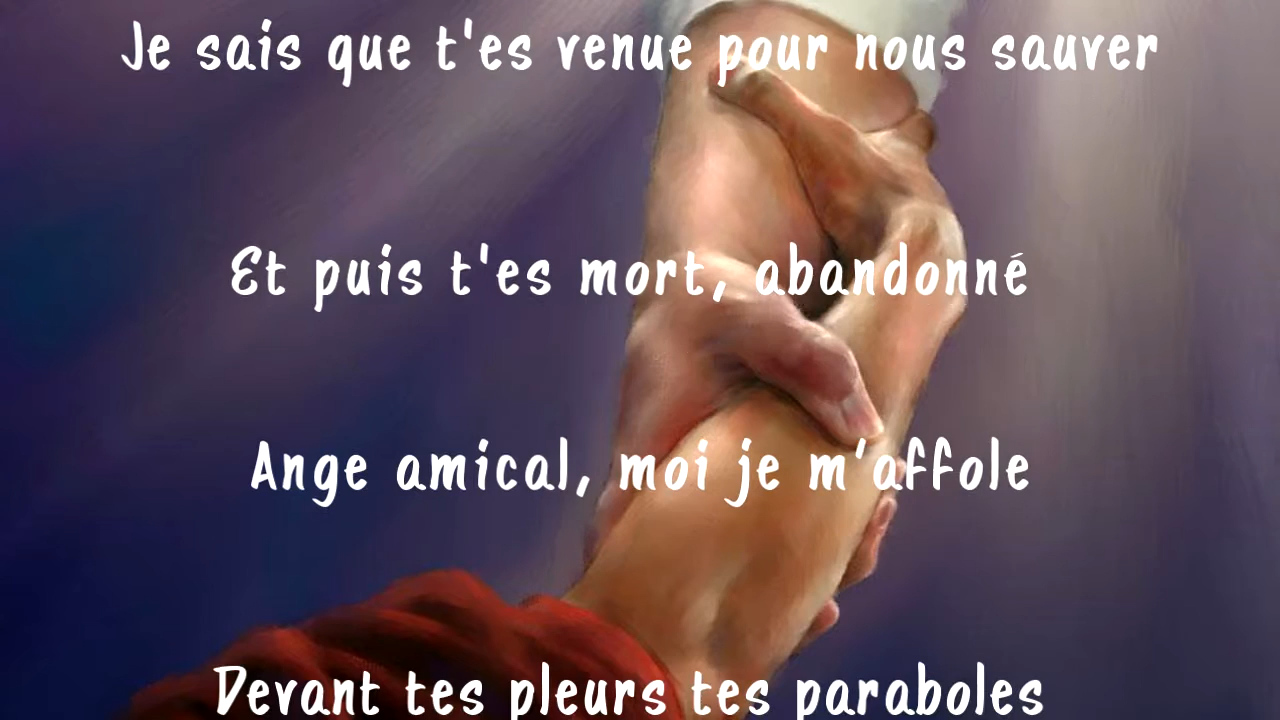 Je sais que t'es venue pour nous sauver
Et puis t'es mort, abandonné
Ange amical, moi je m'affole
Devant tes pleurs tes paraboles